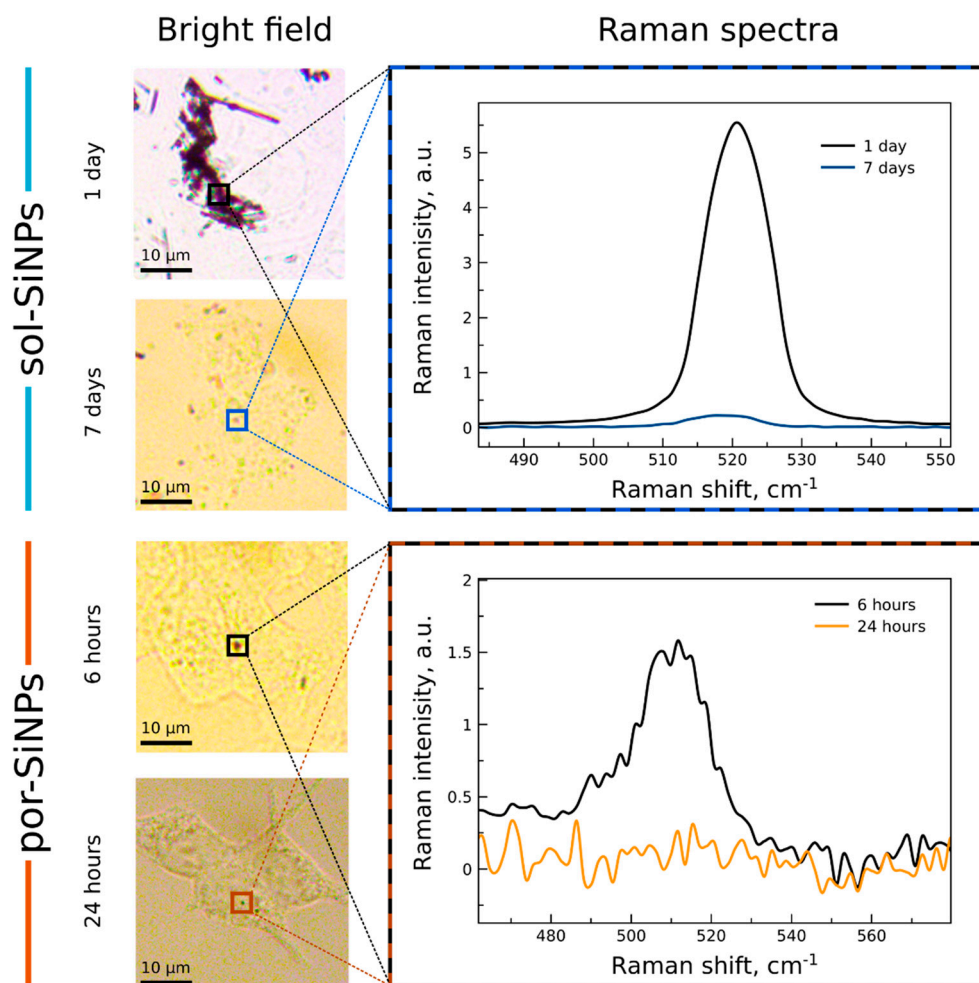 Bright field
Raman spectra
sol-SiNPs
1 day
10 µm
7 days
10 µm
Raman intenisity, a.u.
5
4
3
2
1
0
1 day
7 days
490 500 510 520 530 540 550
Raman shift, cm⁻¹
por-SiNPs
6 hours
10 µm
24 hours
10 µm
Raman intenisity, a.u.
2
1.5
1
0.5
0
6 hours
24 hours
480 500 520 540 560
Raman shift, cm⁻¹